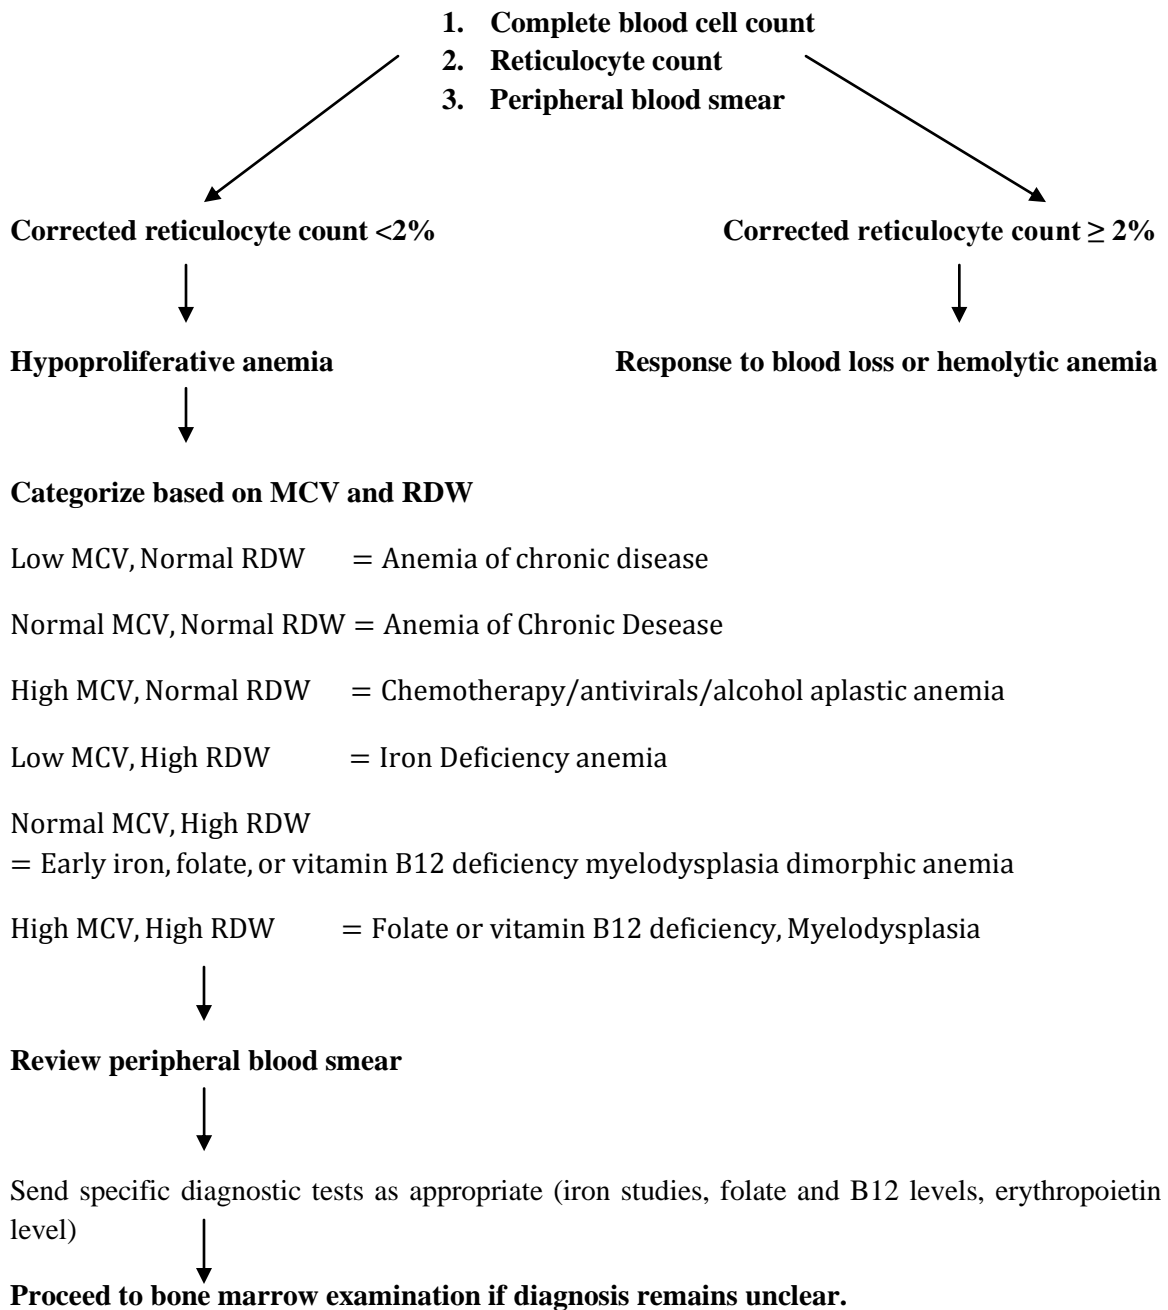 1. Complete blood cell count
2. Reticulocyte count
3. Peripheral blood smear
Corrected reticulocyte count <2%
Corrected reticulocyte count ≥ 2%
Hypoproliferative anemia
Response to blood loss or hemolytic anemia
Categorize based on MCV and RDW
Low MCV, Normal RDW = Anemia of chronic disease
Normal MCV, Normal RDW = Anemia of Chronic Desease
High MCV, Normal RDW = Chemotherapy/antivirals/alcohol aplastic anemia
Low MCV, High RDW = Iron Deficiency anemia
Normal MCV, High RDW
= Early iron, folate, or vitamin B12 deficiency myelodysplasia dimorphic anemia
High MCV, High RDW = Folate or vitamin B12 deficiency, Myelodysplasia
Review peripheral blood smear
Send specific diagnostic tests as appropriate (iron studies, folate and B12 levels, erythropoietin
level)
Proceed to bone marrow examination if diagnosis remains unclear.